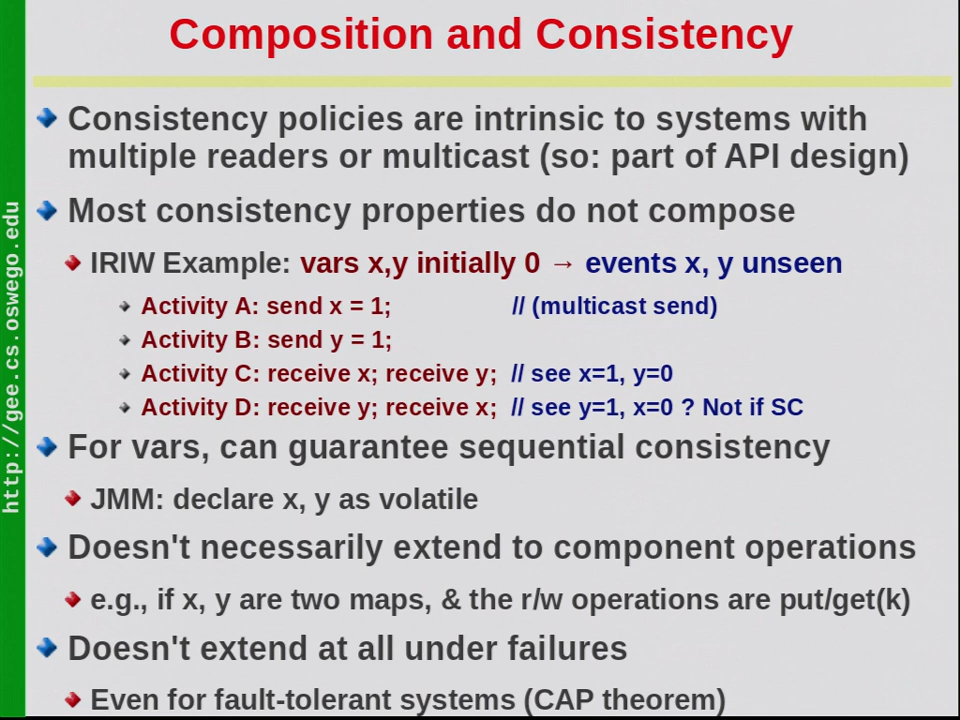 Composition and Consistency
Consistency policies are intrinsic to systems with
multiple readers or multicast (so: part of API design)
Most consistency properties do not compose
IRIW Example: vars x,y initially 0 → events x, y unseen
Activity A: send x = 1; // (multicast send)
Activity B: send y = 1;
Activity C: receive x; receive y; // see x=1, y=0
Activity D: receive y; receive x; // see y=1, x=0 ? Not if SC
For vars, can guarantee sequential consistency
JMM: declare x, y as volatile
Doesn't necessarily extend to component operations
e.g., if x, y are two maps, & the r/w operations are put/get(k)
Doesn't extend at all under failures
Even for fault-tolerant systems (CAP theorem)
http://gee.cs.oswego.edu